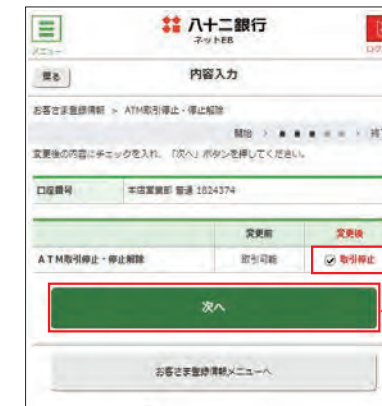 八十二銀行
ネットEB
メニュー
戻る
内容入力
お客さま登録情報 > ATM取引停止・停止解除
開始 > ■ ■ ■ ■ ■ > 終
変更後の内容にチェックを入れ、「次へ」ボタンを押してください。
口座番号 本店営業部 普通 1824374
変更前 変更後
ATM取引停止・停止解除 取引可能 取引停止
次へ
お客さま登録情報メニューへ